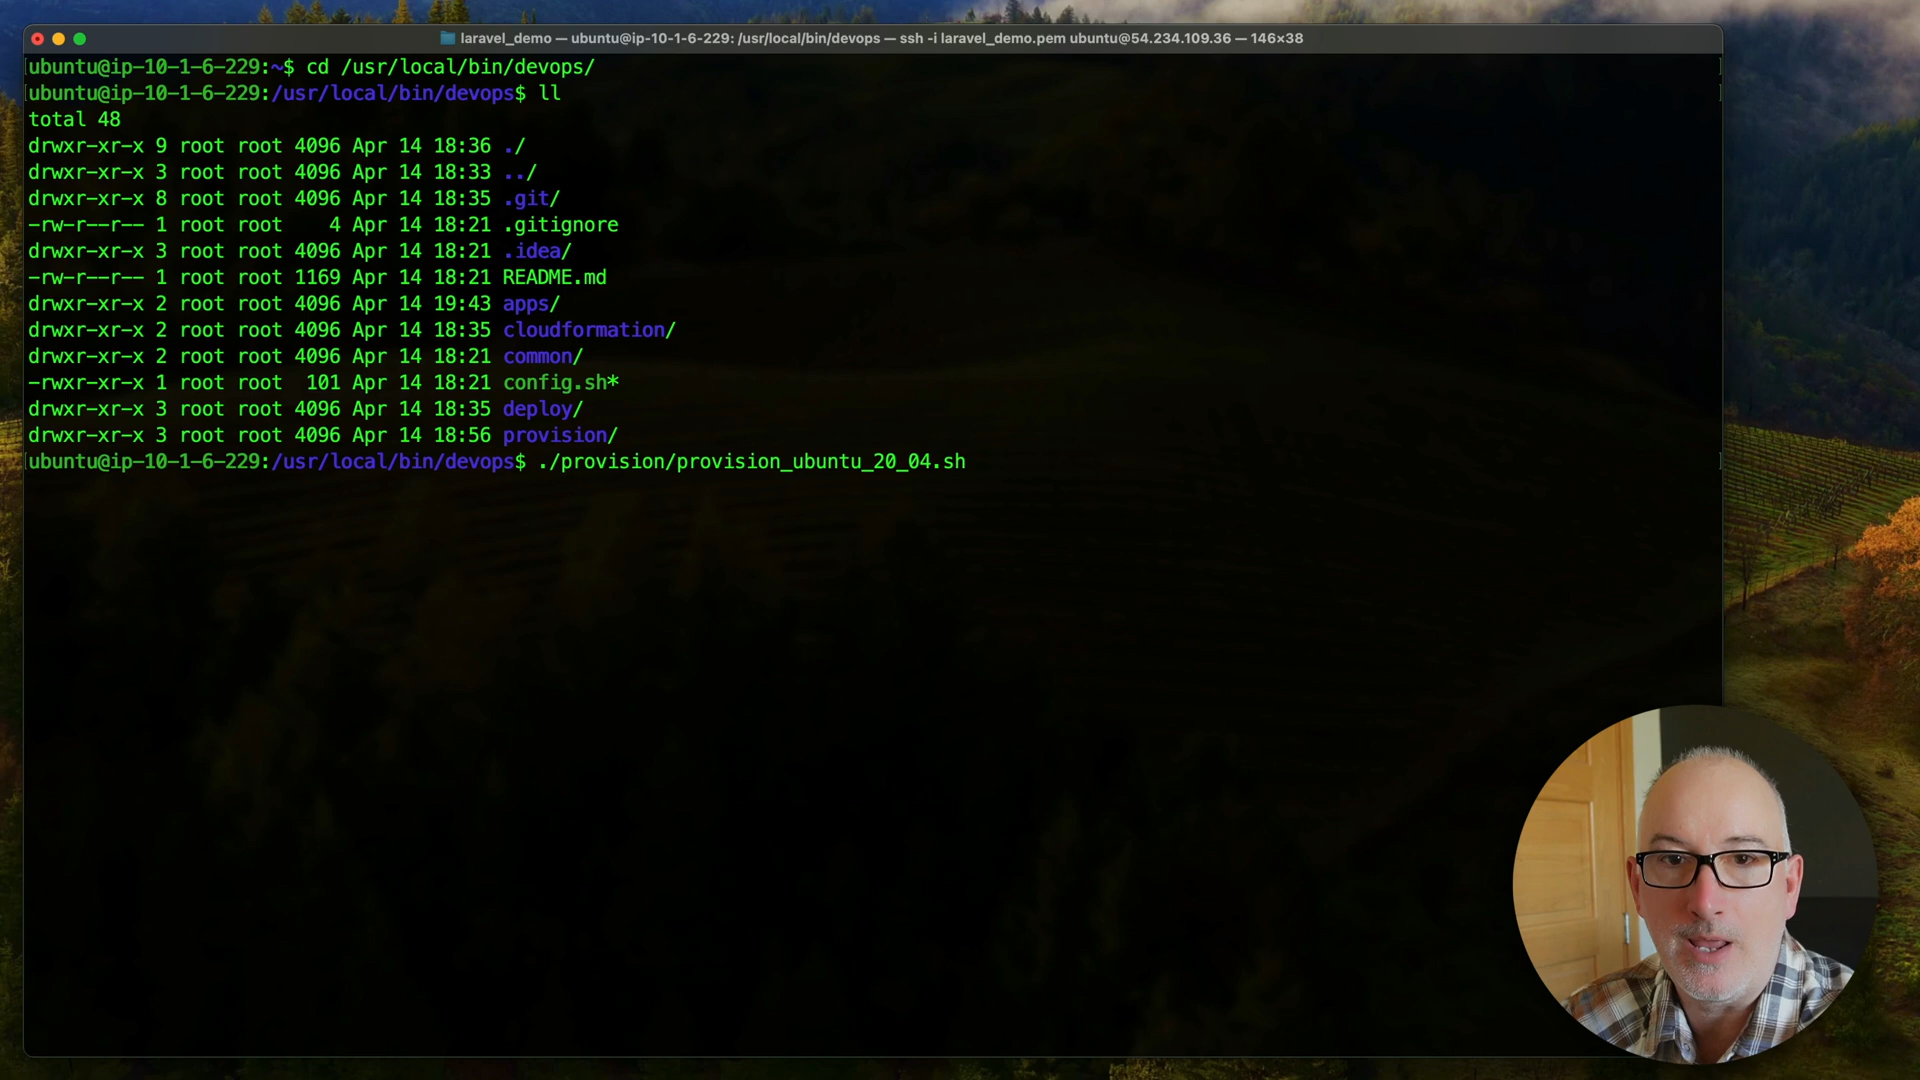 laravel_demo — ubuntu@ip-10-1-6-229: /usr/local/bin/devops — ssh -i laravel_demo.pem ubuntu@54.234.109.36 — 146×38
[ubuntu@ip-10-1-6-229:~$ cd /usr/local/bin/devops/ ]
[ubuntu@ip-10-1-6-229:/usr/local/bin/devops$ ll ]
total 48
drwxr-xr-x 9 root root 4096 Apr 14 18:36 ./
drwxr-xr-x 3 root root 4096 Apr 14 18:33 ../
drwxr-xr-x 8 root root 4096 Apr 14 18:35 .git/
-rw-r--r-- 1 root root    4 Apr 14 18:21 .gitignore
drwxr-xr-x 3 root root 4096 Apr 14 18:21 .idea/
-rw-r--r-- 1 root root 1169 Apr 14 18:21 README.md
drwxr-xr-x 2 root root 4096 Apr 14 19:43 apps/
drwxr-xr-x 2 root root 4096 Apr 14 18:35 cloudformation/
drwxr-xr-x 2 root root 4096 Apr 14 18:21 common/
-rwxr-xr-x 1 root root  101 Apr 14 18:21 config.sh*
drwxr-xr-x 3 root root 4096 Apr 14 18:35 deploy/
drwxr-xr-x 3 root root 4096 Apr 14 18:56 provision/
[ubuntu@ip-10-1-6-229:/usr/local/bin/devops$ ./provision/provision_ubuntu_20_04.sh ]